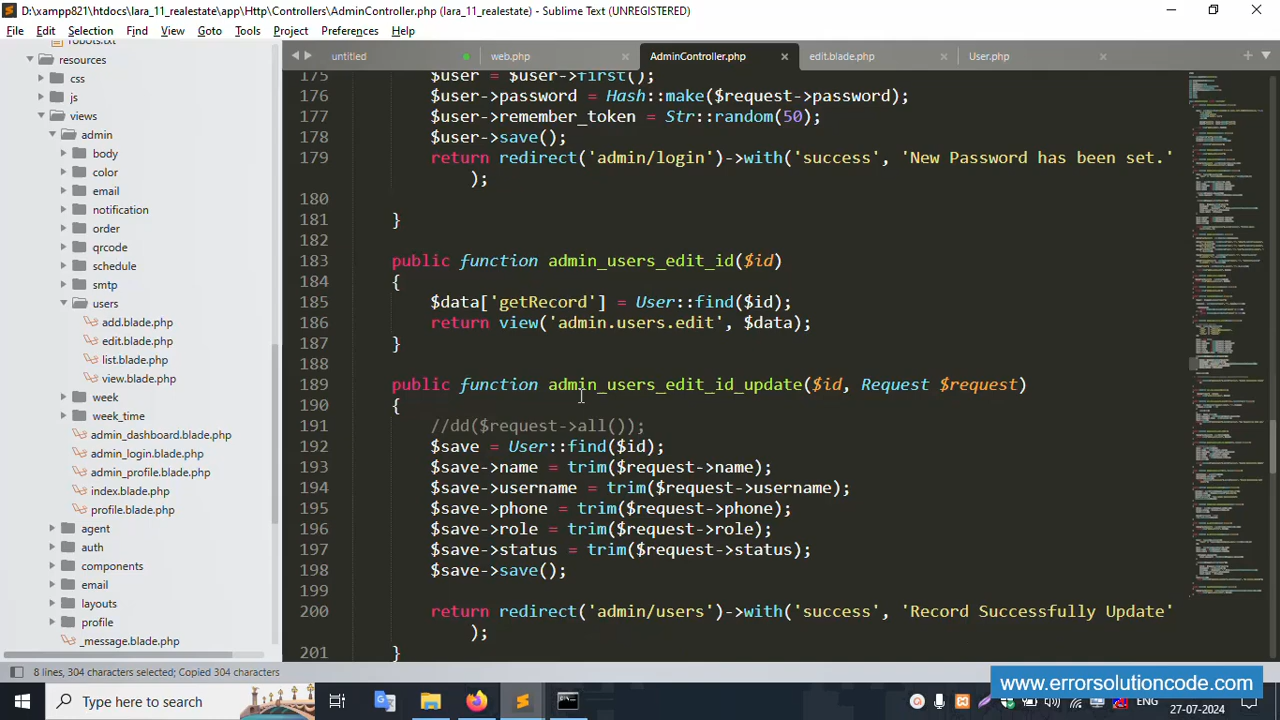 D:\xampp821\htdocs\lara_11_realestate\app\Http\Controllers\AdminController.php (lara_11_realestate) - Sublime Text (UNREGISTERED)
File Edit Selection Find View Goto Tools Project Preferences Help
untitled web.php AdminController.php edit.blade.php User.php
robots.txt
resources
css
js
views
admin
body
color
email
notification
order
qrcode
schedule
smtp
users
add.blade.php
edit.blade.php
list.blade.php
view.blade.php
week
week_time
admin_dashboard.blade.php
admin_login.blade.php
admin_profile.blade.php
index.blade.php
profile.blade.php
agent
auth
components
email
layouts
profile
_message.blade.php
175 $user = $user->first();
176 $user->password = Hash::make($request->password);
177 $user->remember_token = Str::random(50);
178 $user->save();
179 return redirect('admin/login')->with('success', 'New Password has been set.'
);
180
181 }
182
183 public function admin_users_edit_id($id)
184 {
185 $data['getRecord'] = User::find($id);
186 return view('admin.users.edit', $data);
187 }
188
189 public function admin_users_edit_id_update($id, Request $request)
190 {
191 //dd($request->all());
192 $save = User::find($id);
193 $save->name = trim($request->name);
194 $save->username = trim($request->username);
195 $save->phone = trim($request->phone);
196 $save->role = trim($request->role);
197 $save->status = trim($request->status);
198 $save->save();
199
200 return redirect('admin/users')->with('success', 'Record Successfully Update'
);
201 }
8 lines, 304 characters selected; Copied 304 characters
www.errorsolutioncode.com
Type here to search
ENG
27-07-2024